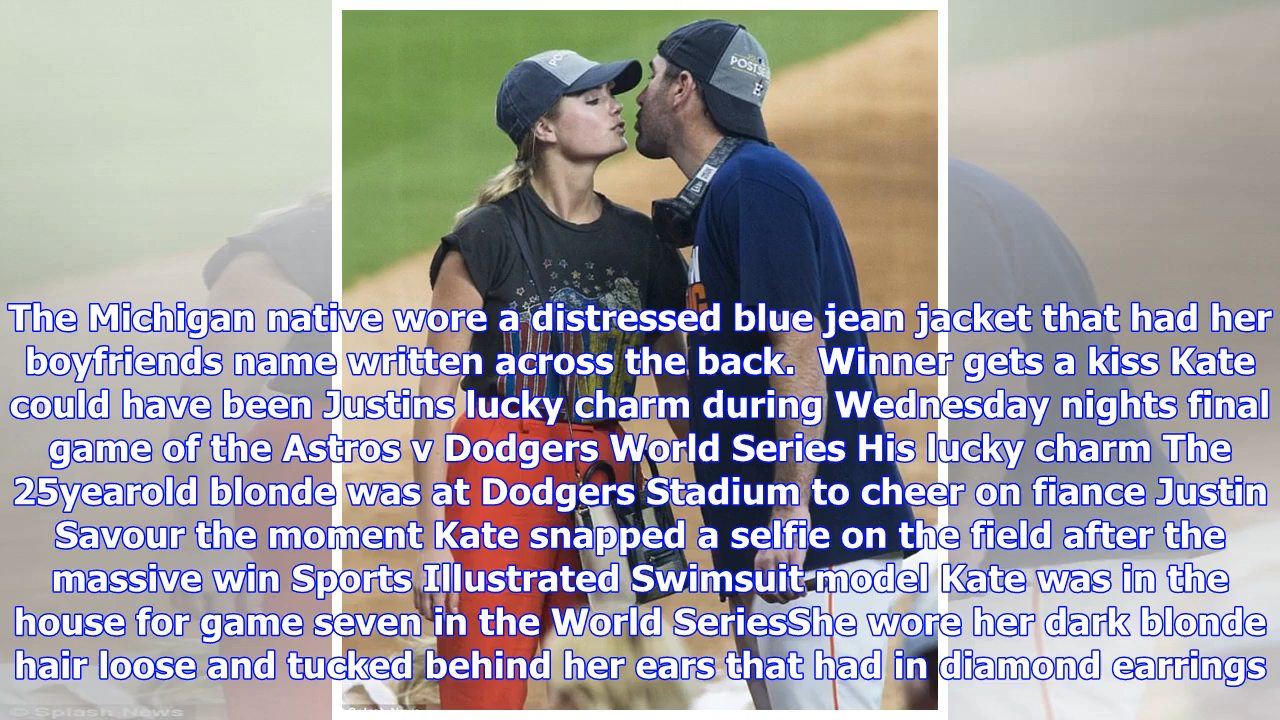 POSTSE
The Michigan native wore a distressed blue jean jacket that had her
boyfriends name written across the back.  Winner gets a kiss Kate
could have been Justins lucky charm during Wednesday nights final
game of the Astros v Dodgers World Series His lucky charm The
25yearold blonde was at Dodgers Stadium to cheer on fiance Justin
Savour the moment Kate snapped a selfie on the field after the
massive win Sports Illustrated Swimsuit model Kate was in the
house for game seven in the World SeriesShe wore her dark blonde
hair loose and tucked behind her ears that had in diamond earrings
© Splash News